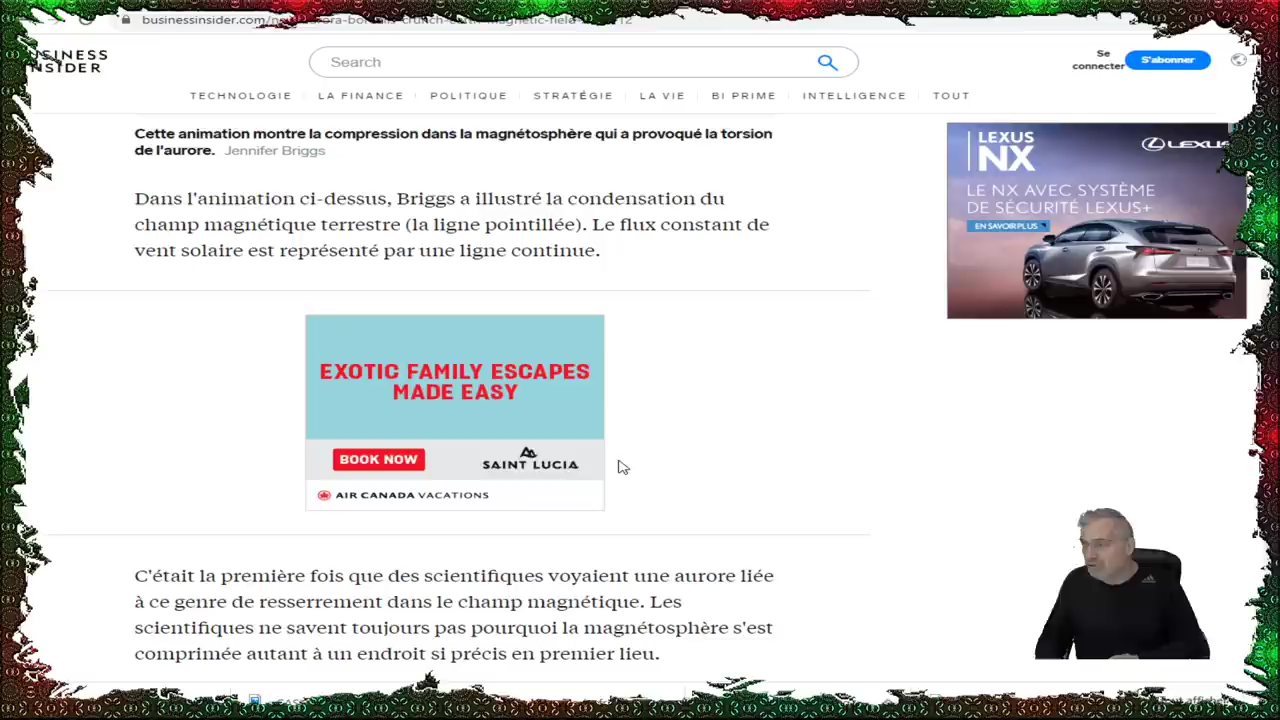 businessinsider.com
Search
Se
connecter
S'abonner
TECHNOLOGIE
LA FINANCE
POLITIQUE
STRATÉGIE
LA VIE
BI PRIME
INTELLIGENCE
TOUT
Cette animation montre la compression dans la magnétosphère qui a provoqué la torsion
de l'aurore. Jennifer Briggs
Dans l'animation ci-dessus, Briggs a illustré la condensation du
champ magnétique terrestre (la ligne pointillée). Le flux constant de
vent solaire est représenté par une ligne continue.
LEXUS
NX
LEXUS
LE NX AVEC SYSTÈME
DE SÉCURITÉ LEXUS+
EN SAVOIR PLUS
EXOTIC FAMILY ESCAPES
MADE EASY
BOOK NOW
SAINT LUCIA
AIR CANADA VACATIONS
C'était la première fois que des scientifiques voyaient une aurore liée
à ce genre de resserrement dans le champ magnétique. Les
scientifiques ne savent toujours pas pourquoi la magnétosphère s'est
comprimée autant à un endroit si précis en premier lieu.